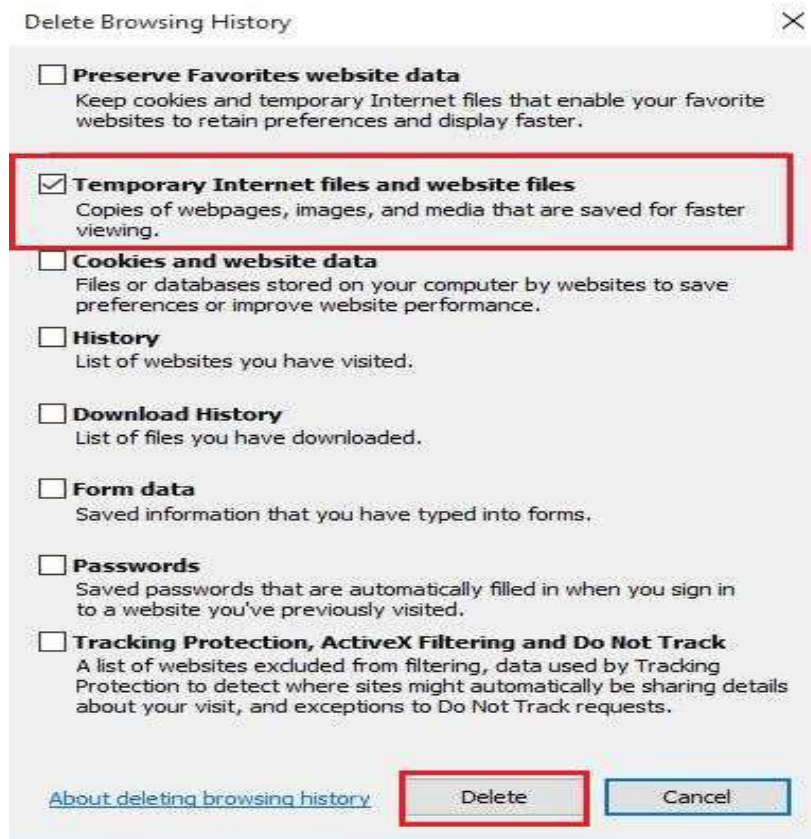 Delete Browsing History
Preserve Favorites website data
Keep cookies and temporary Internet files that enable your favorite
websites to retain preferences and display faster.
Temporary Internet files and website files
Copies of webpages, images, and media that are saved for faster
viewing.
Cookies and website data
Files or databases stored on your computer by websites to save
preferences or improve website performance.
History
List of websites you have visited.
Download History
List of files you have downloaded.
Form data
Saved information that you have typed into forms.
Passwords
Saved passwords that are automatically filled in when you sign in
to a website you've previously visited.
Tracking Protection, ActiveX Filtering and Do Not Track
A list of websites excluded from filtering, data used by Tracking
Protection to detect where sites might automatically be sharing details
about your visit, and exceptions to Do Not Track requests.
About deleting browsing history
Delete
Cancel